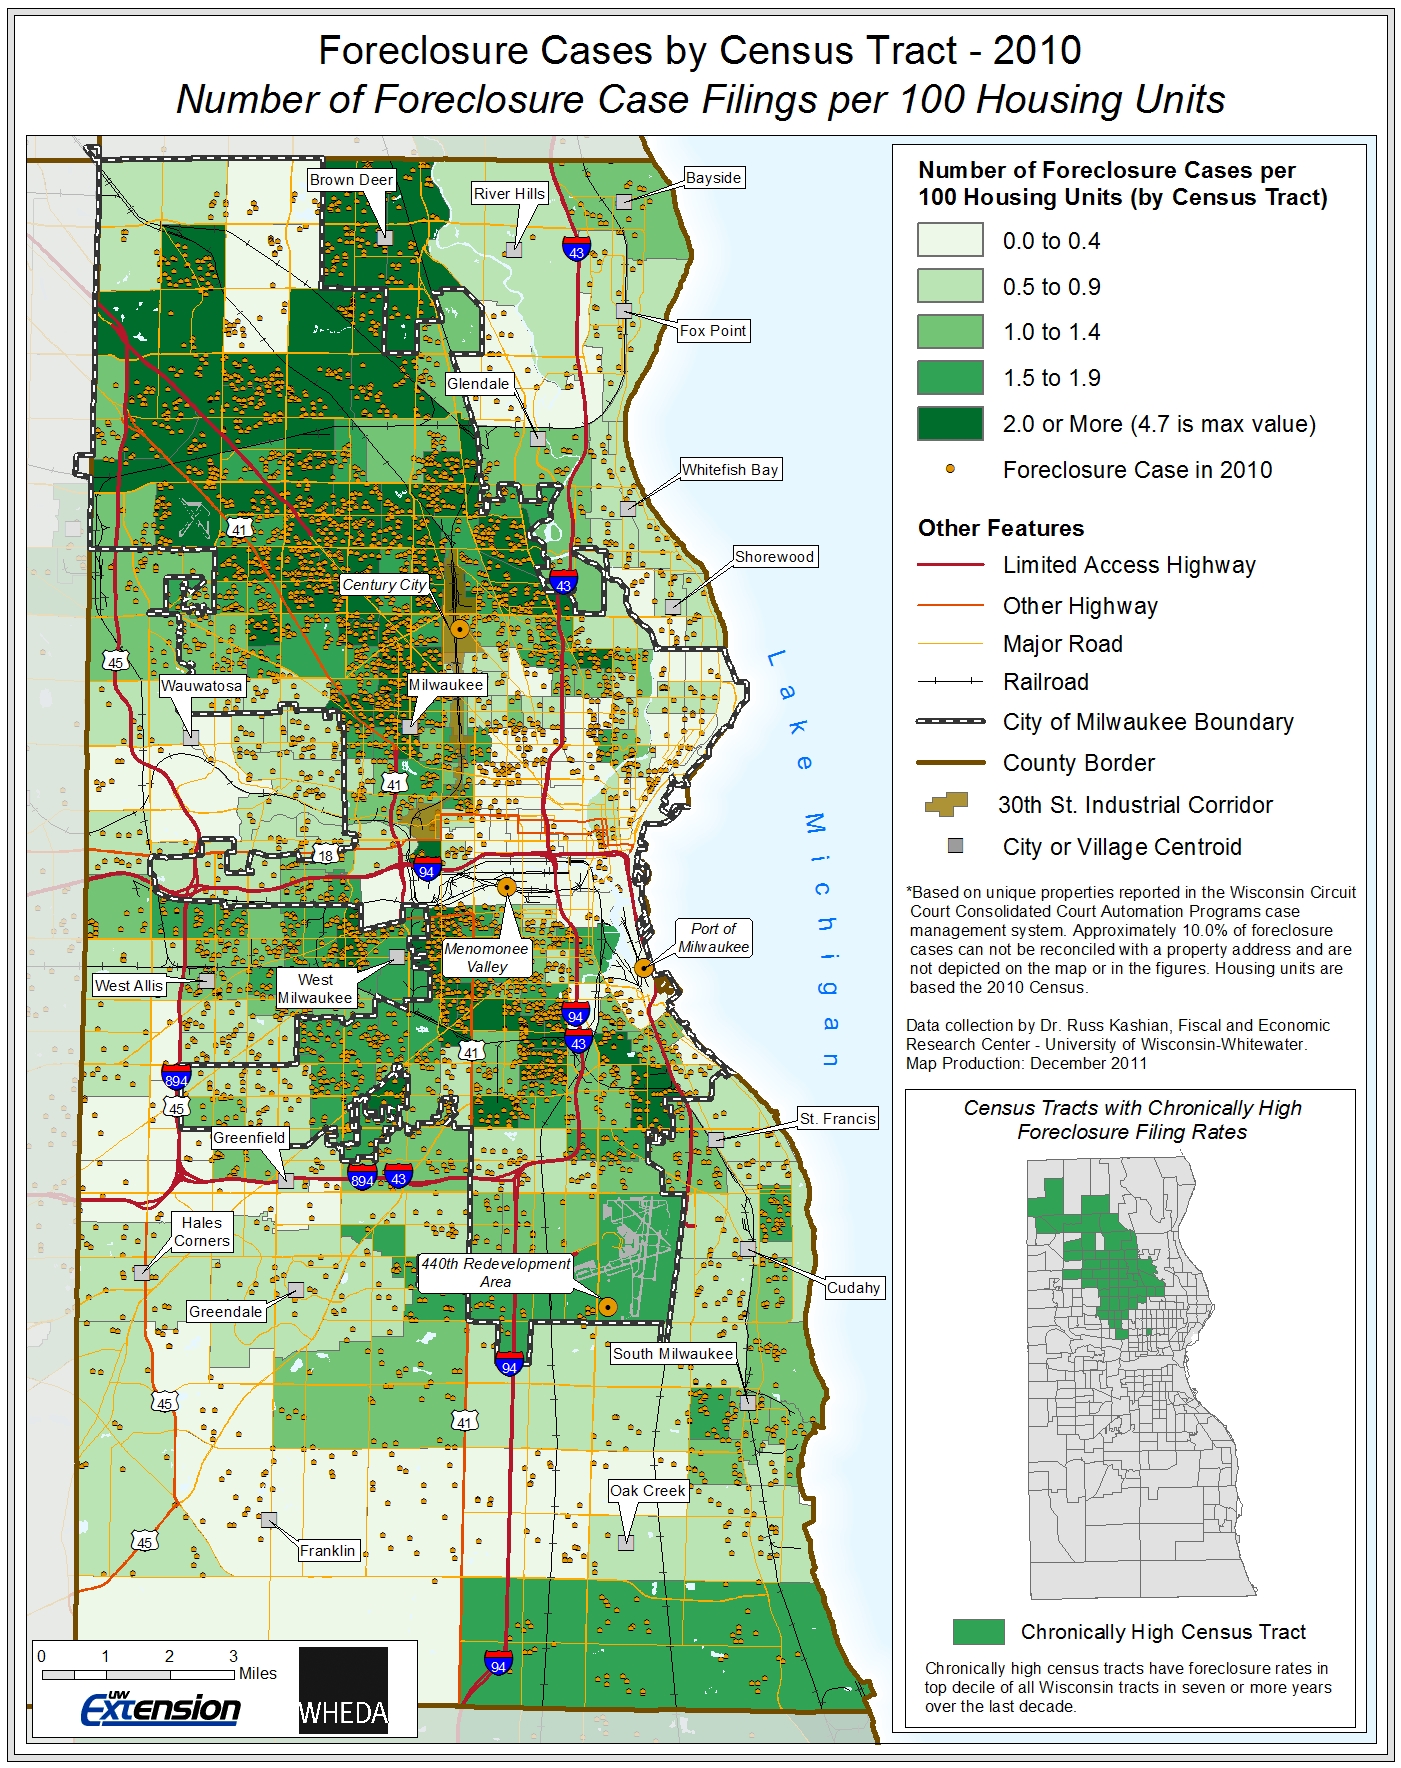 Foreclosure Cases by Census Tract - 2010
Number of Foreclosure Case Filings per 100 Housing Units
Brown Deer
River Hills
Bayside
43
Fox Point
Glendale
Whitefish Bay
41
Shorewood
Century City
43
45
Wauwatosa
Milwaukee
41
18
94
Menomonee
Valley
Port of
Milwaukee
West Allis
West
Milwaukee
94
43
41
894
45
St. Francis
Greenfield
894
43
Hales
Corners
440th Redevelopment
Area
Cudahy
Greendale
South Milwaukee
94
45
41
Oak Creek
45
Franklin
94
Lake Michigan
Number of Foreclosure Cases per
100 Housing Units (by Census Tract)
0.0 to 0.4
0.5 to 0.9
1.0 to 1.4
1.5 to 1.9
2.0 or More (4.7 is max value)
Foreclosure Case in 2010
Other Features
Limited Access Highway
Other Highway
Major Road
Railroad
City of Milwaukee Boundary
County Border
30th St. Industrial Corridor
City or Village Centroid
*Based on unique properties reported in the Wisconsin Circuit
Court Consolidated Court Automation Programs case
management system. Approximately 10.0% of foreclosure
cases can not be reconciled with a property address and are
not depicted on the map or in the figures. Housing units are
based the 2010 Census.
Data collection by Dr. Russ Kashian, Fiscal and Economic
Research Center - University of Wisconsin-Whitewater.
Map Production: December 2011
Census Tracts with Chronically High
Foreclosure Filing Rates
Chronically High Census Tract
Chronically high census tracts have foreclosure rates in
top decile of all Wisconsin tracts in seven or more years
over the last decade.
0 1 2 3
Miles
UW
Extension
WHEDA